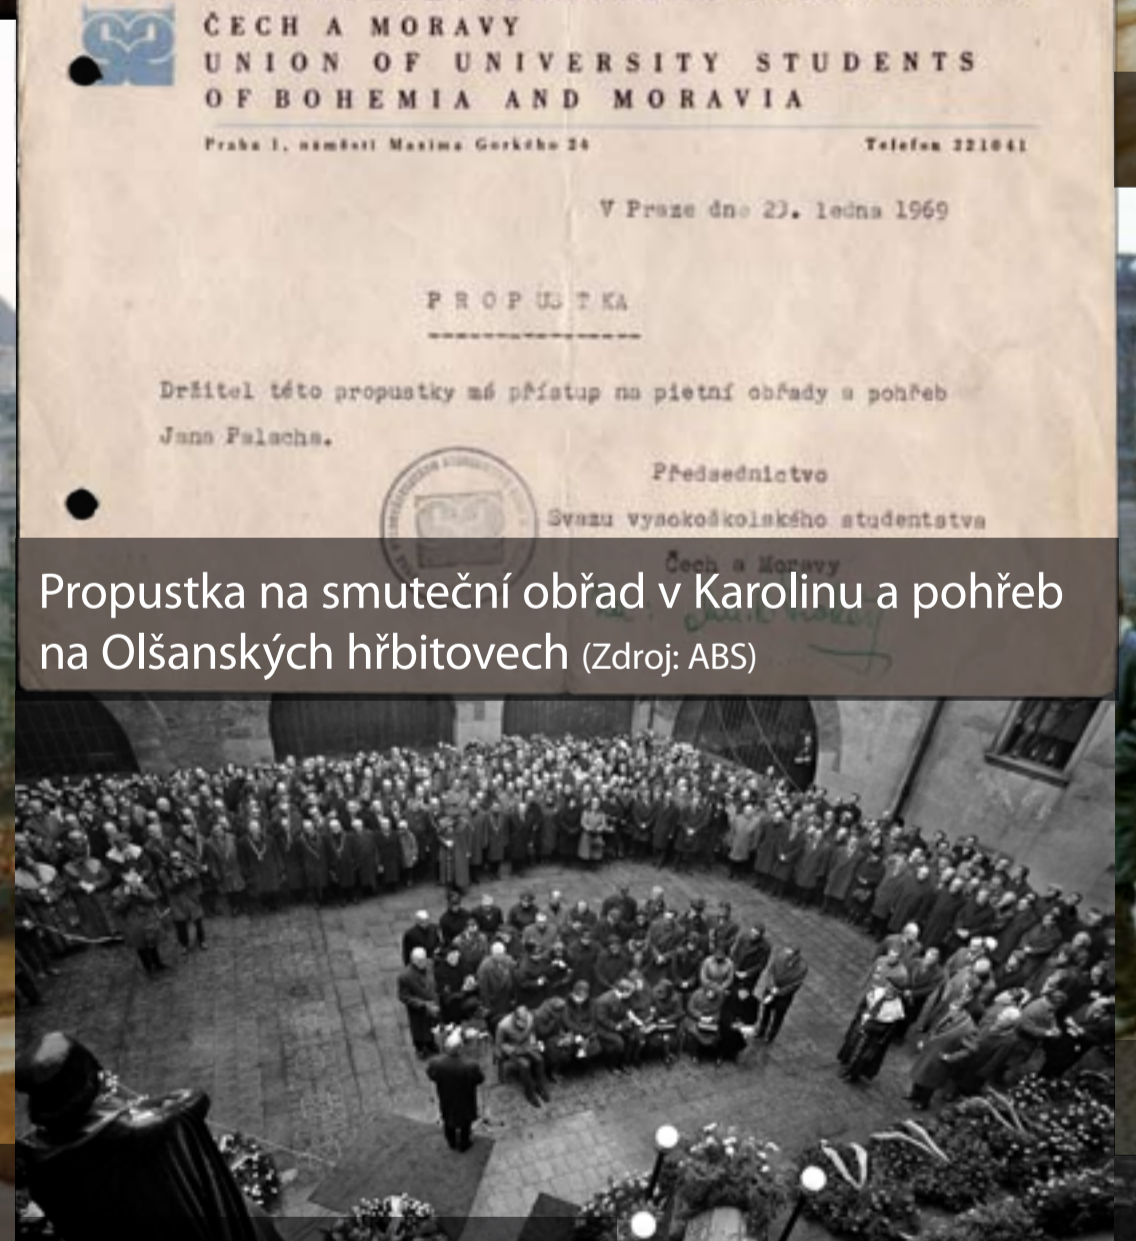 ČECH A MORAVY
UNION OF UNIVERSITY STUDENTS
OF BOHEMIA AND MORAVIA
Praha 1, náměstí Maxima Gorkého 24
Telefon 221041
V Praze dne 23. ledna 1969
PROPUSTKA
Držitel této propustky má přístup na pietní obřady a pohřeb
Jana Palacha.
Předsednictvo
Svazu vysokoškolského studentstva
Čech a Moravy
Propustka na smuteční obřad v Karolinu a pohřeb
na Olšanských hřbitovech (Zdroj: ABS)